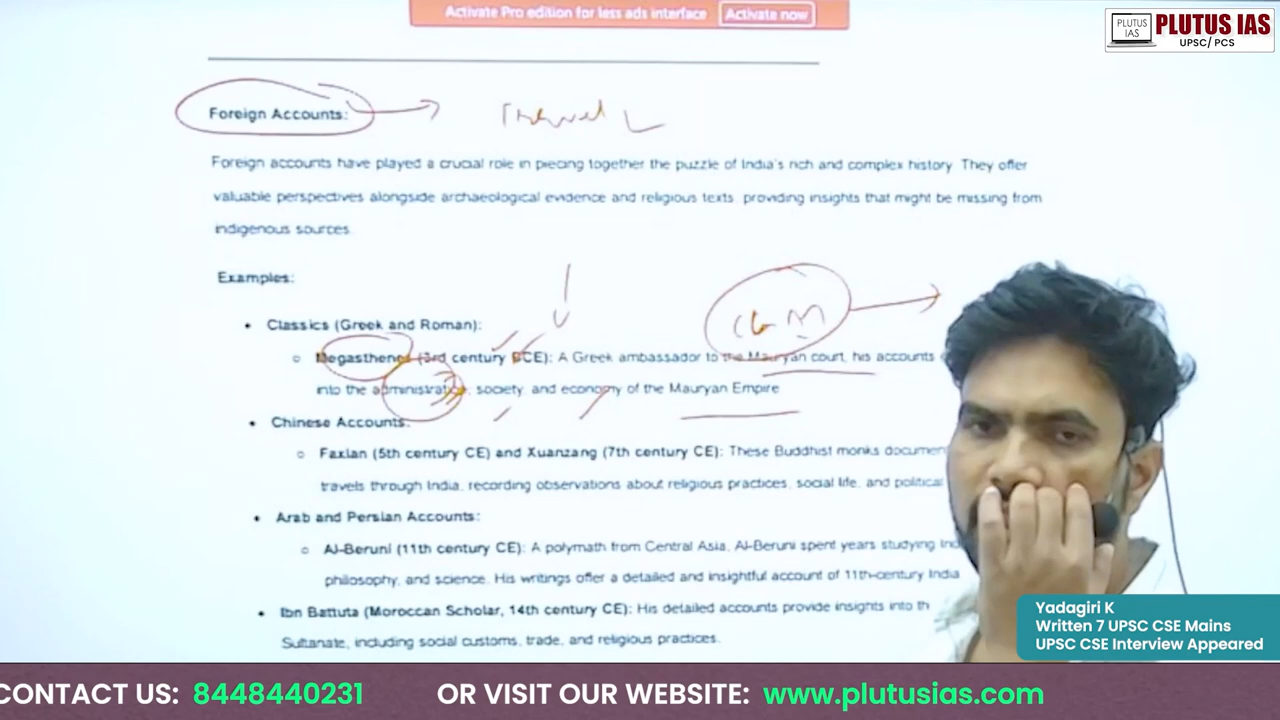 Activate Pro edition for less ads interface Activate now
PLUTUS IAS
PLUTUS IAS
UPSC/ PCS
Foreign Accounts:
Travel
Foreign accounts have played a crucial role in piecing together the puzzle of India's rich and complex history. They offer
valuable perspectives alongside archaeological evidence and religious texts, providing insights that might be missing from
indigenous sources.
Examples:
• Classics (Greek and Roman):
○ Megasthenes (3rd century BCE): A Greek ambassador to the Mauryan court, his accounts
into the administration, society, and economy of the Mauryan Empire
• Chinese Accounts:
○ Faxian (5th century CE) and Xuanzang (7th century CE): These Buddhist monks documen
travels through India, recording observations about religious practices, social life, and political
• Arab and Persian Accounts:
○ Al-Beruni (11th century CE): A polymath from Central Asia, Al-Beruni spent years studying Ind
philosophy, and science. His writings offer a detailed and insightful account of 11th-century India
• Ibn Battuta (Moroccan Scholar, 14th century CE): His detailed accounts provide insights into th
Sultanate, including social customs, trade, and religious practices.
Yadagiri K
Written 7 UPSC CSE Mains
UPSC CSE Interview Appeared
CONTACT US: 8448440231 OR VISIT OUR WEBSITE: www.plutusias.com